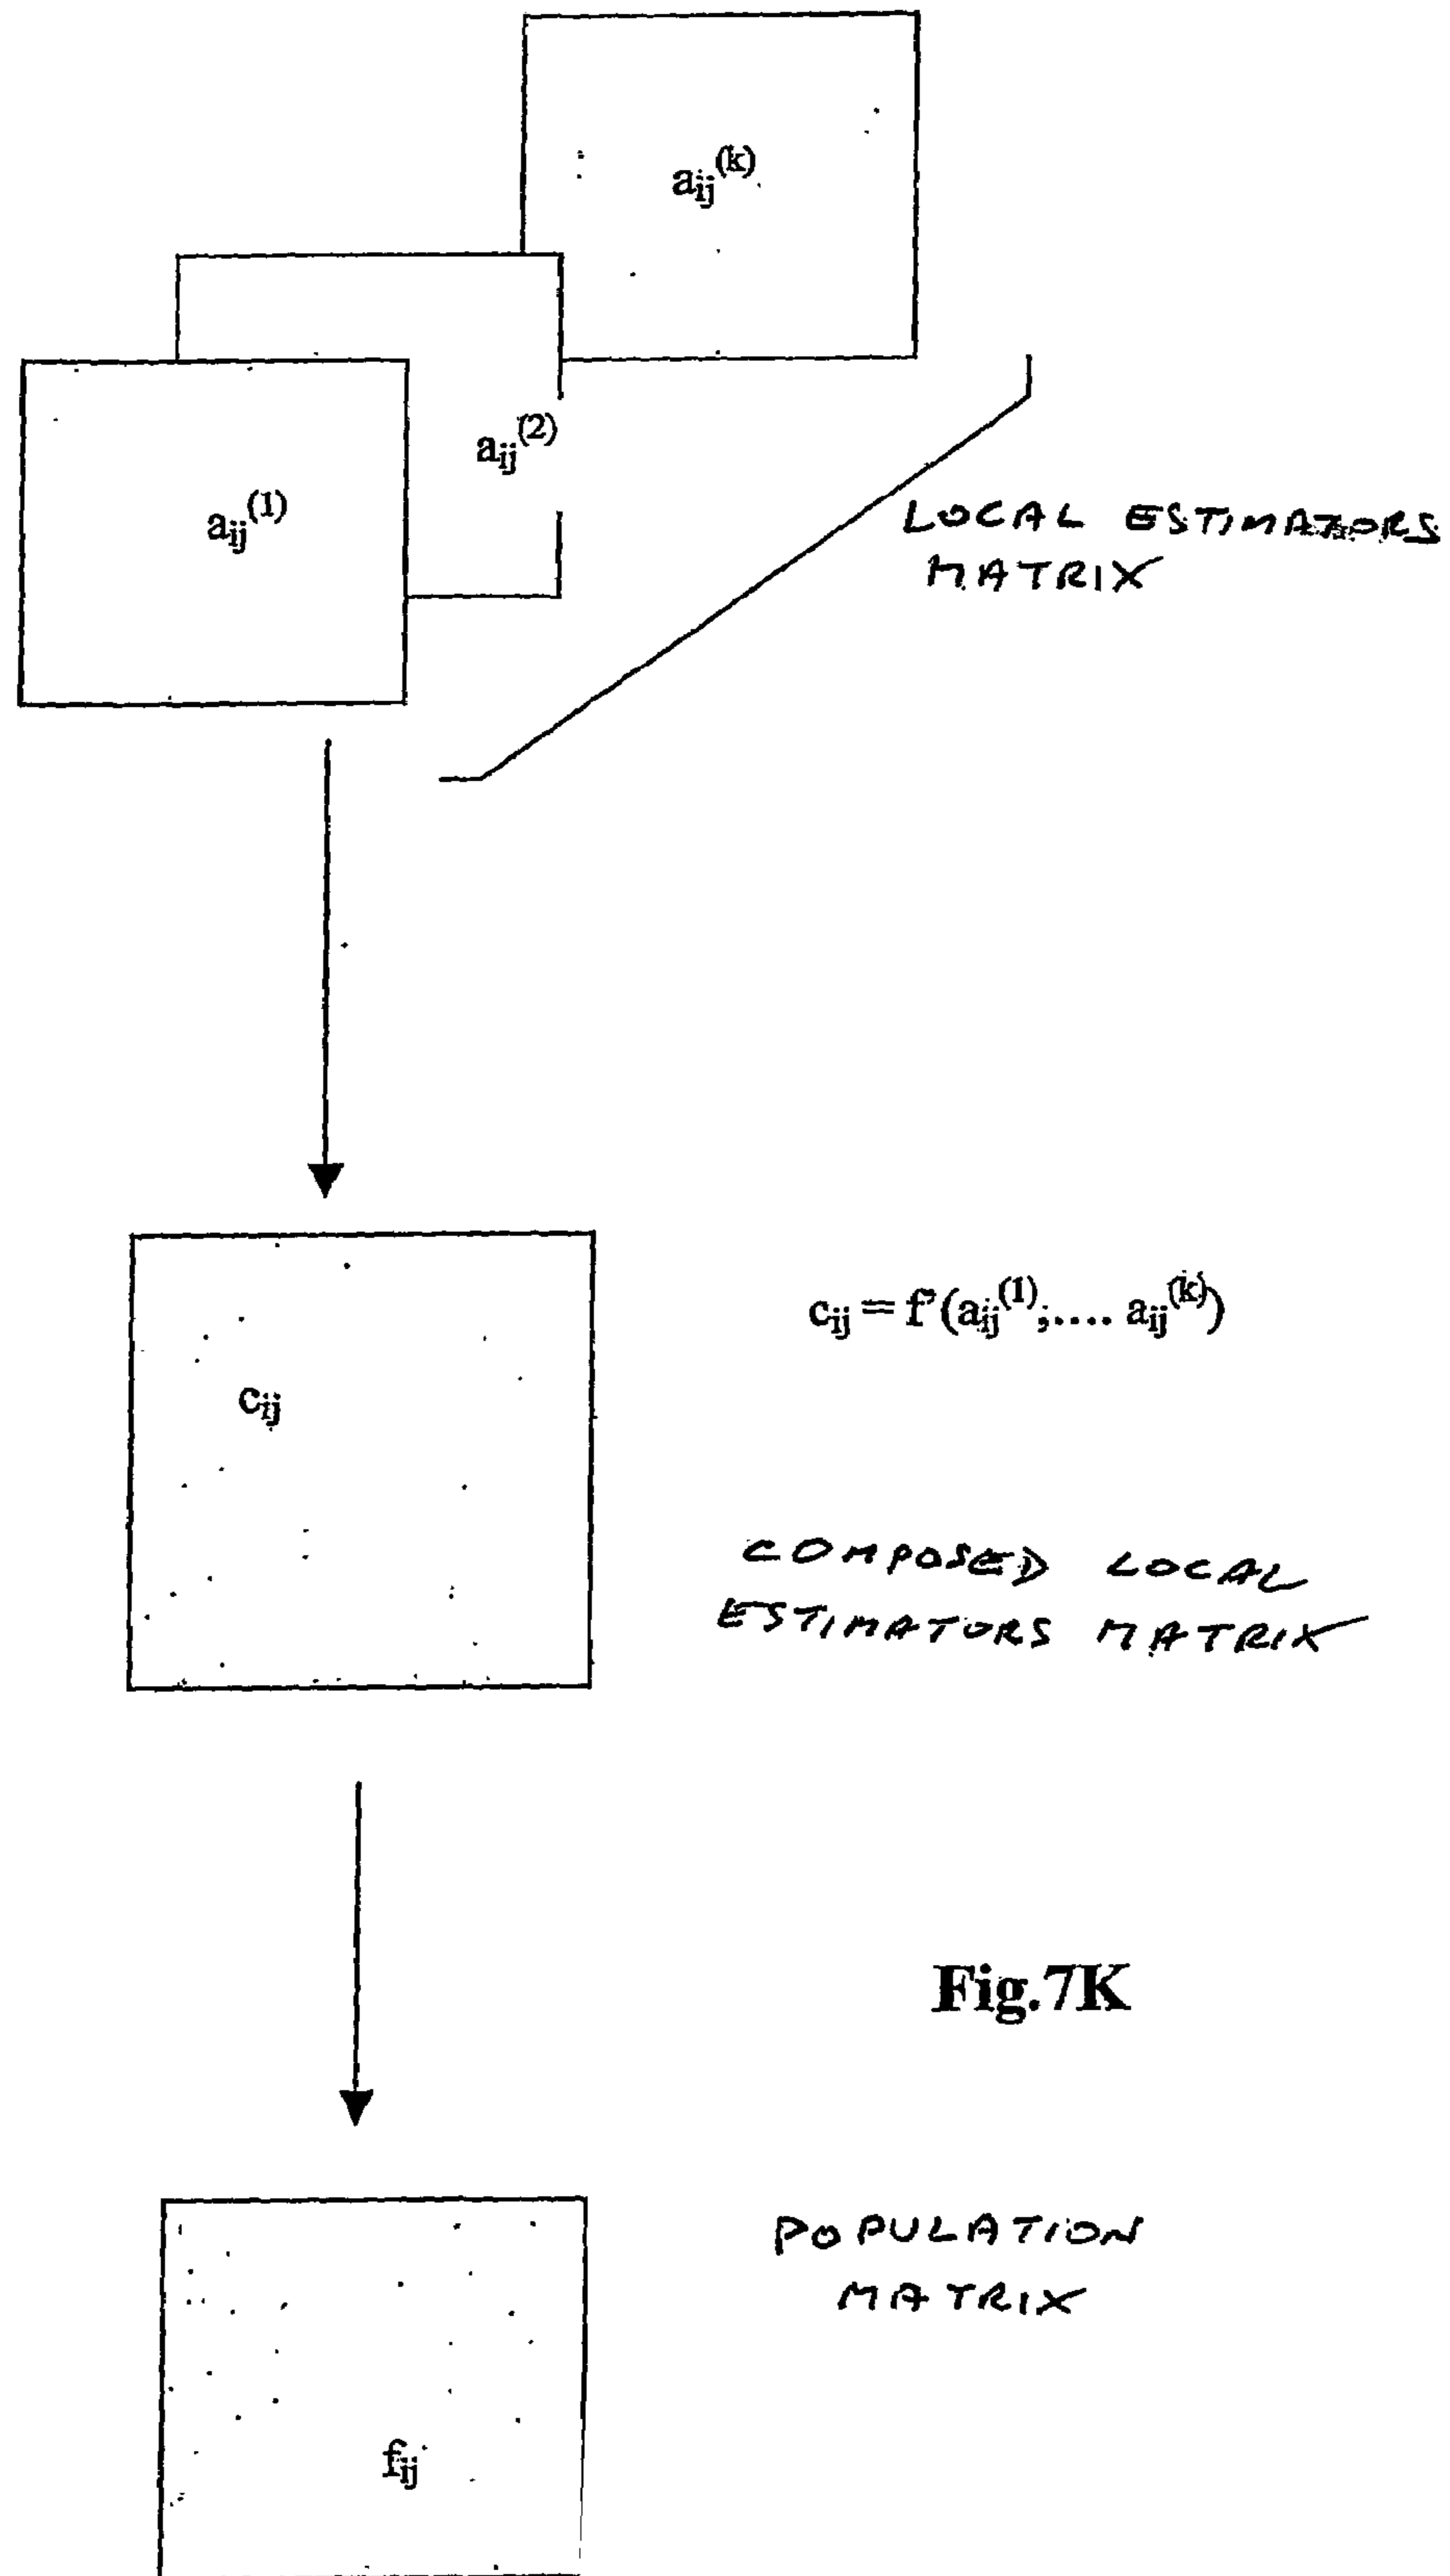 aᵢⱼ⁽ᵏ⁾
aᵢⱼ⁽²⁾
aᵢⱼ⁽¹⁾
LOCAL ESTIMATORS
MATRIX
cᵢⱼ = f'(aᵢⱼ⁽¹⁾,.... aᵢⱼ⁽ᵏ⁾)
cᵢⱼ
COMPOSED LOCAL
ESTIMATORS MATRIX
Fig.7K
POPULATION
MATRIX
fᵢⱼ